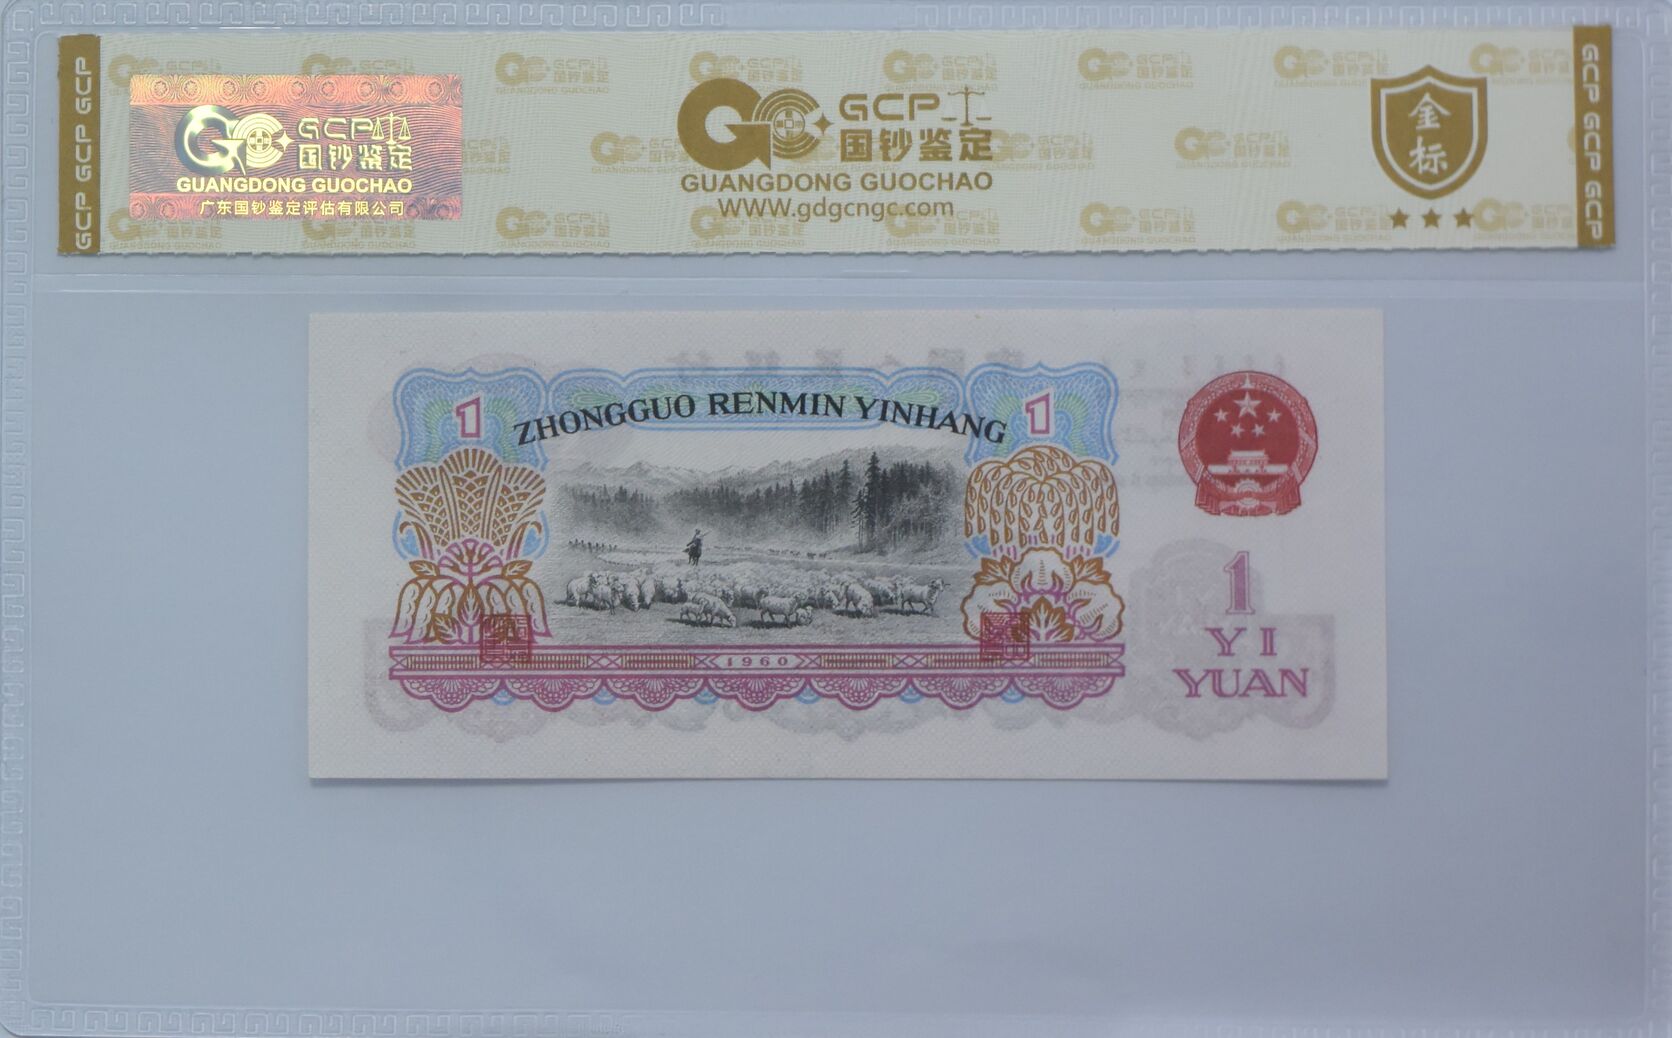 GCP GCP GCP
GCP
国钞鉴定
GUANGDONG GUOCHAO
广东国钞鉴定评估有限公司
GCP
国钞鉴定
GUANGDONG GUOCHAO
WWW.gdgcngc.com
金标
GCP GCP GCP
1
ZHONGGUO RENMIN YINHANG
1
1960
1
YI
YUAN